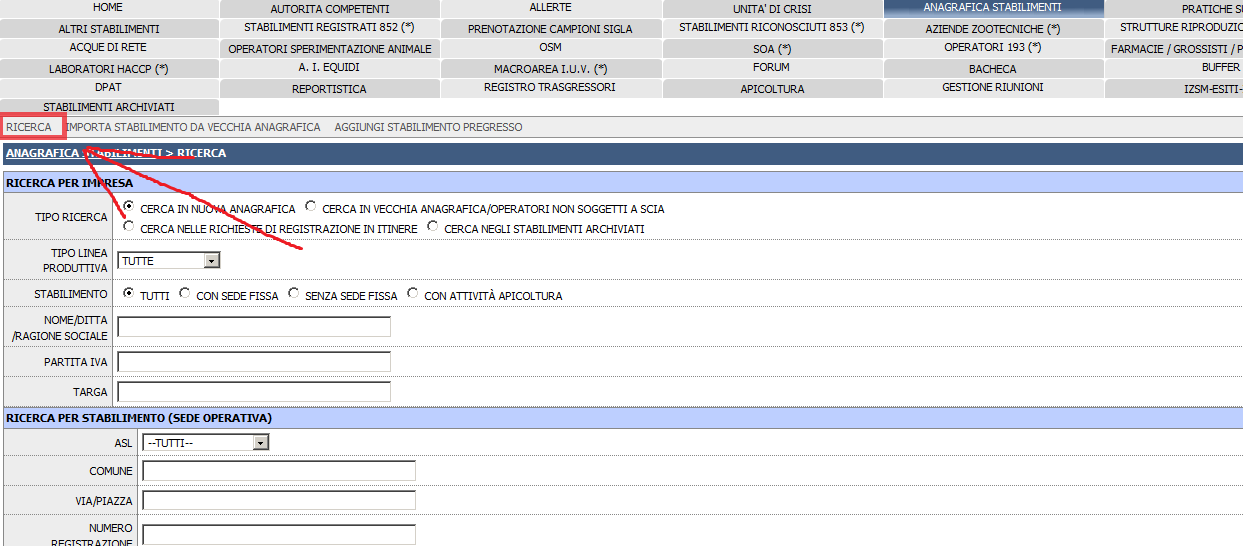 HOME AUTORITA COMPETENTI ALLERTE UNITA' DI CRISI ANAGRAFICA STABILIMENTI PRATICHE
ALTRI STABILIMENTI STABILIMENTI REGISTRATI 852 (*) PRENOTAZIONE CAMPIONI SIGLA STABILIMENTI RICONOSCIUTI 853 (*) AZIENDE ZOOTECNICHE (*) STRUTTURE RIPRODUZIO
ACQUE DI RETE OPERATORI SPERIMENTAZIONE ANIMALE OSM SOA (*) OPERATORI 193 (*) FARMACIE / GROSSISTI /
LABORATORI HACCP (*) A. I. EQUIDI MACROAREA I.U.V. (*) FORUM BACHECA BUFFER
DPAT REPORTISTICA REGISTRO TRASGRESSORI APICOLTURA GESTIONE RIUNIONI IZSM-ESITI-
STABILIMENTI ARCHIVIATI
RICERCA IMPORTA STABILIMENTO DA VECCHIA ANAGRAFICA AGGIUNGI STABILIMENTO PREGRESSO
ANAGRAFICA STABILIMENTI > RICERCA
RICERCA PER IMPRESA
TIPO RICERCA CERCA IN NUOVA ANAGRAFICA CERCA IN VECCHIA ANAGRAFICA/OPERATORI NON SOGGETTI A SCIA
CERCA NELLE RICHIESTE DI REGISTRAZIONE IN ITINERE CERCA NEGLI STABILIMENTI ARCHIVIATI
TIPO LINEA
PRODUTTIVA TUTTE
STABILIMENTO TUTTI CON SEDE FISSA SENZA SEDE FISSA CON ATTIVITÀ APICOLTURA
NOME/DITTA
/RAGIONE SOCIALE
PARTITA IVA
TARGA
RICERCA PER STABILIMENTO (SEDE OPERATIVA)
ASL --TUTTI--
COMUNE
VIA/PIAZZA
NUMERO
REGISTRAZIONE